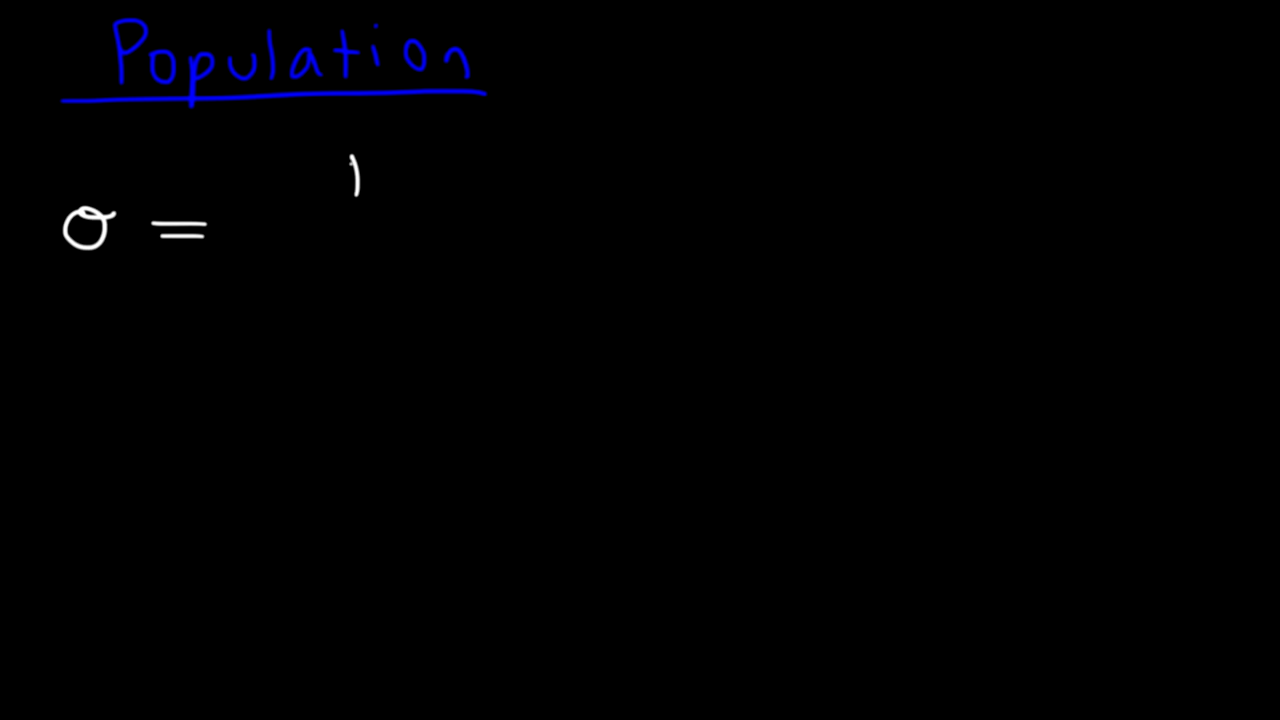 Population
σ =